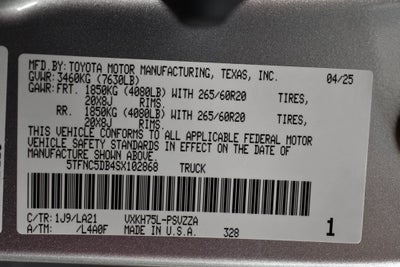 MFD.BY: TOYOTA MOTOR MANUFACTURING, TEXAS, INC. 04/25
GVWR: 3460KG (7630LB)
GAWR: FRT. 1850KG (4080LB) WITH 265/60R20 TIRES,
20X8J RIMS.
RR. 1850KG (4080LB) WITH 265/60R20 TIRES,
20X8J RIMS.
THIS VEHICLE CONFORMS TO ALL APPLICABLE FEDERAL MOTOR
VEHICLE SAFETY STANDARDS IN EFFECT ON THE DATE OF
MANUFACTURE SHOWN ABOVE.
5TFNC5DB4SX102868 TRUCK
C/TR: 1J9/LA21 VXKH75L-PSVZZA
A/TM: /L4A0F MADE IN U.S.A. 328 1